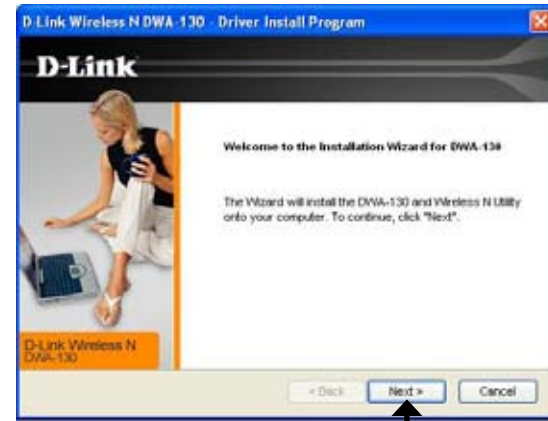 D-Link Wireless N DWA-130 - Driver Install Program
D-Link
Welcome to the Installation Wizard for DWA-130
The Wizard will install the DWA-130 and Wireless N Utility
onto your computer. To continue, click "Next".
D-Link Wireless N
DWA-130
< Back
Next >
Cancel